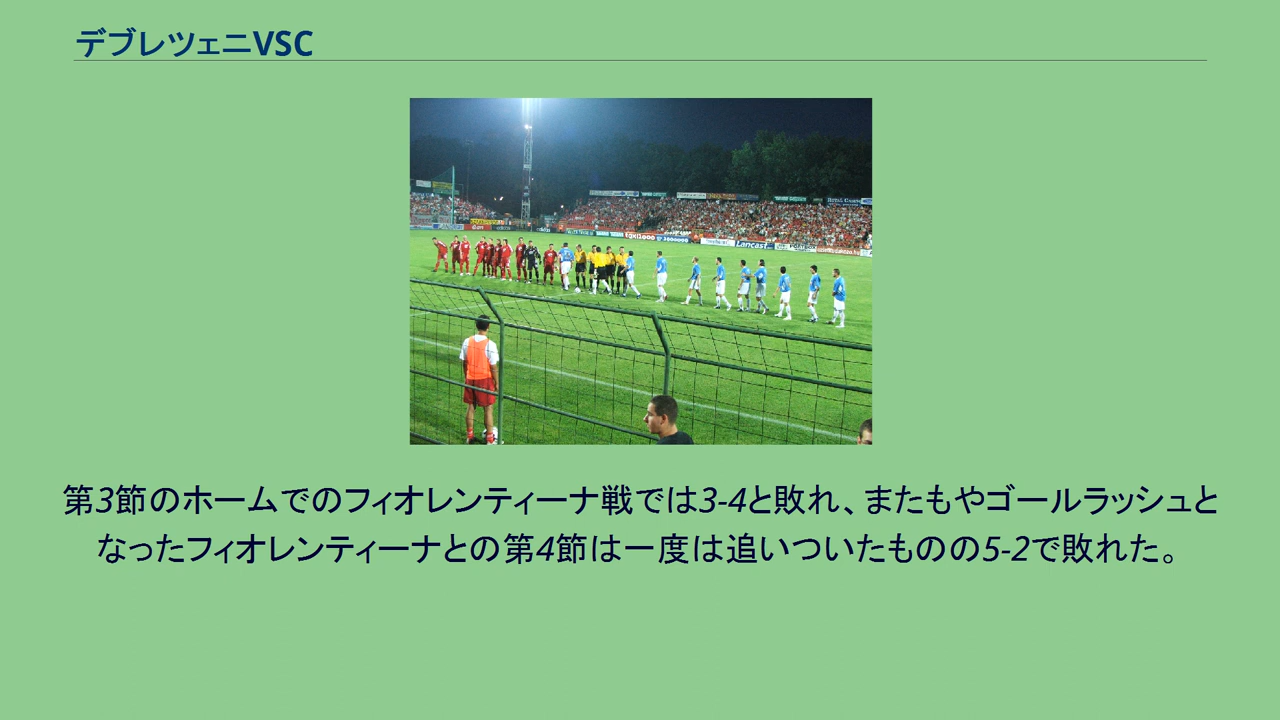 デブレツェニVSC
Lancast
第3節のホームでのフィオレンティーナ戦では3-4と敗れ、またもやゴールラッシュと
なったフィオレンティーナとの第4節は一度は追いついたものの5-2で敗れた。